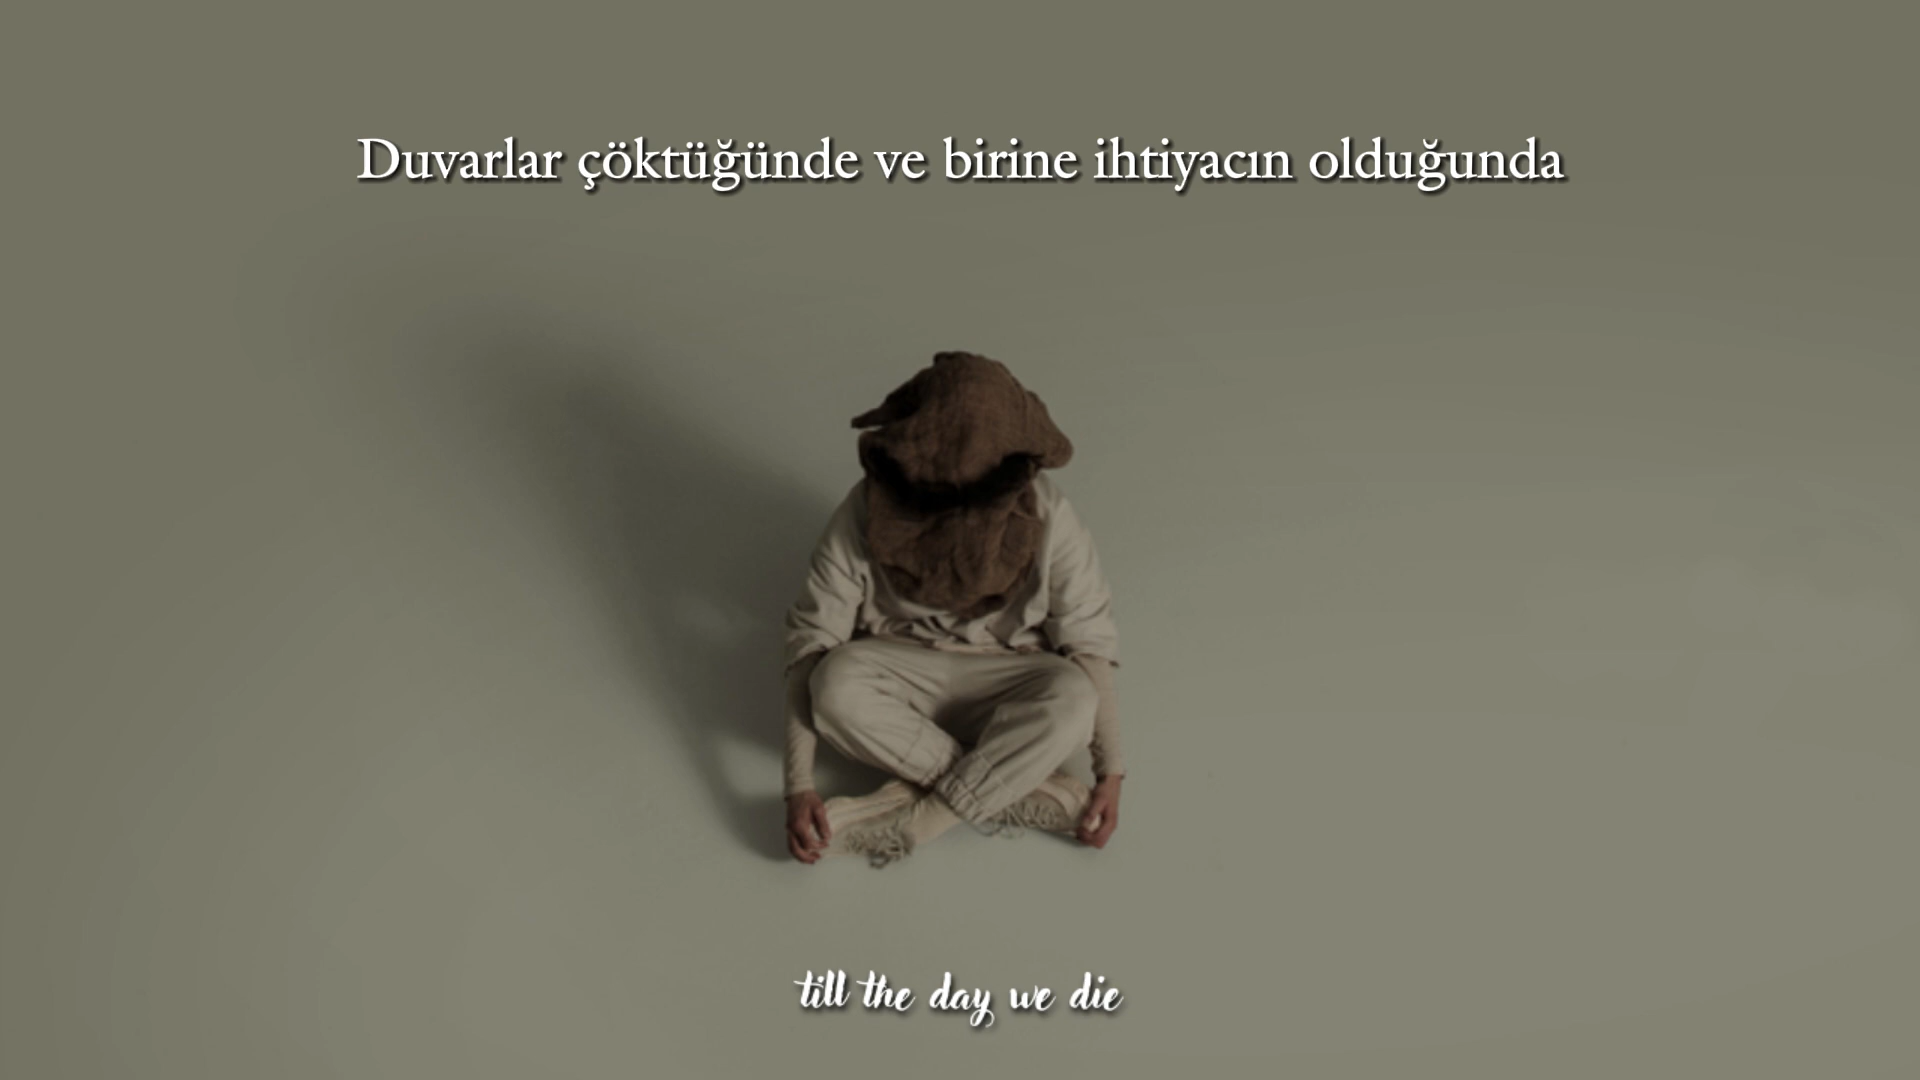 Duvarlar çöktüğünde ve birine ihtiyacın olduğunda
till the day we die